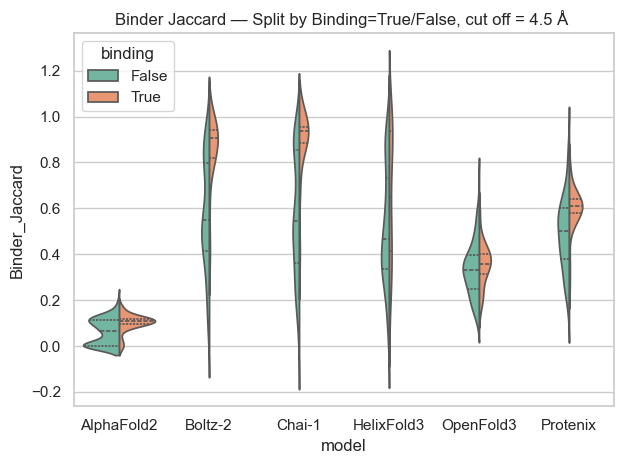 Binder Jaccard — Split by Binding=True/False, cut off = 4.5 Å
binding
False
True
Binder_Jaccard
1.2
1.0
0.8
0.6
0.4
0.2
0.0
−0.2
AlphaFold2 Boltz-2 Chai-1 HelixFold3 OpenFold3 Protenix
model